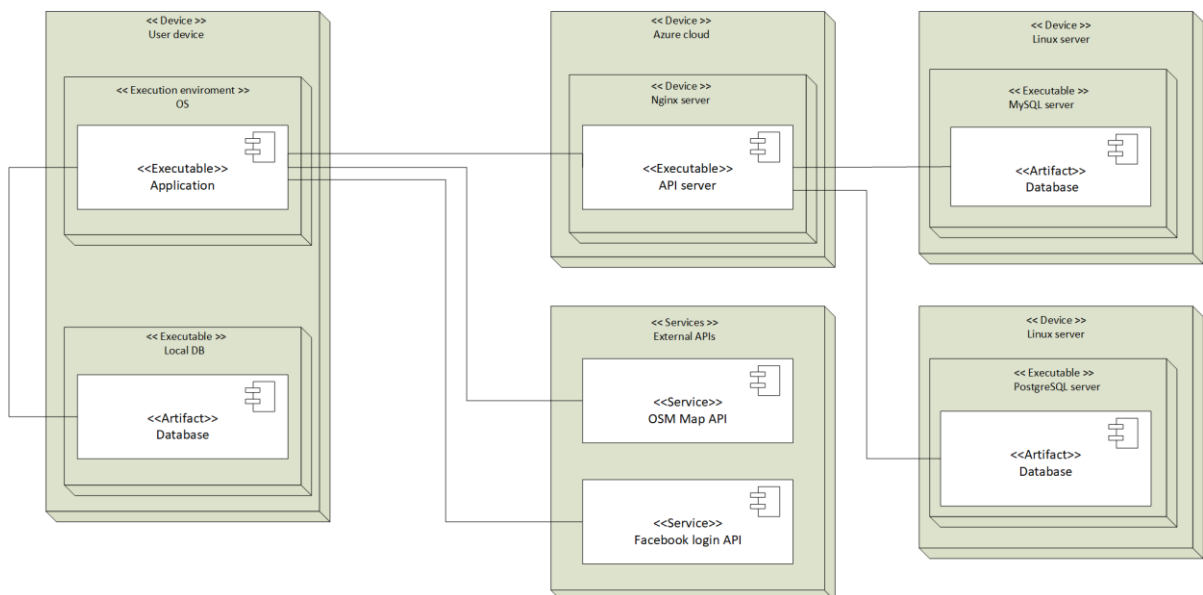 << Device >>
User device
<< Execution enviroment >>
OS
<<Executable>>
Application
<< Executable >>
Local DB
<<Artifact>>
Database
<< Device >>
Azure cloud
<< Device >>
Nginx server
<<Executable>>
API server
<< Services >>
External APIs
<<Service>>
OSM Map API
<<Service>>
Facebook login API
<< Device >>
Linux server
<< Executable >>
MySQL server
<<Artifact>>
Database
<< Device >>
Linux server
<< Executable >>
PostgreSQL server
<<Artifact>>
Database